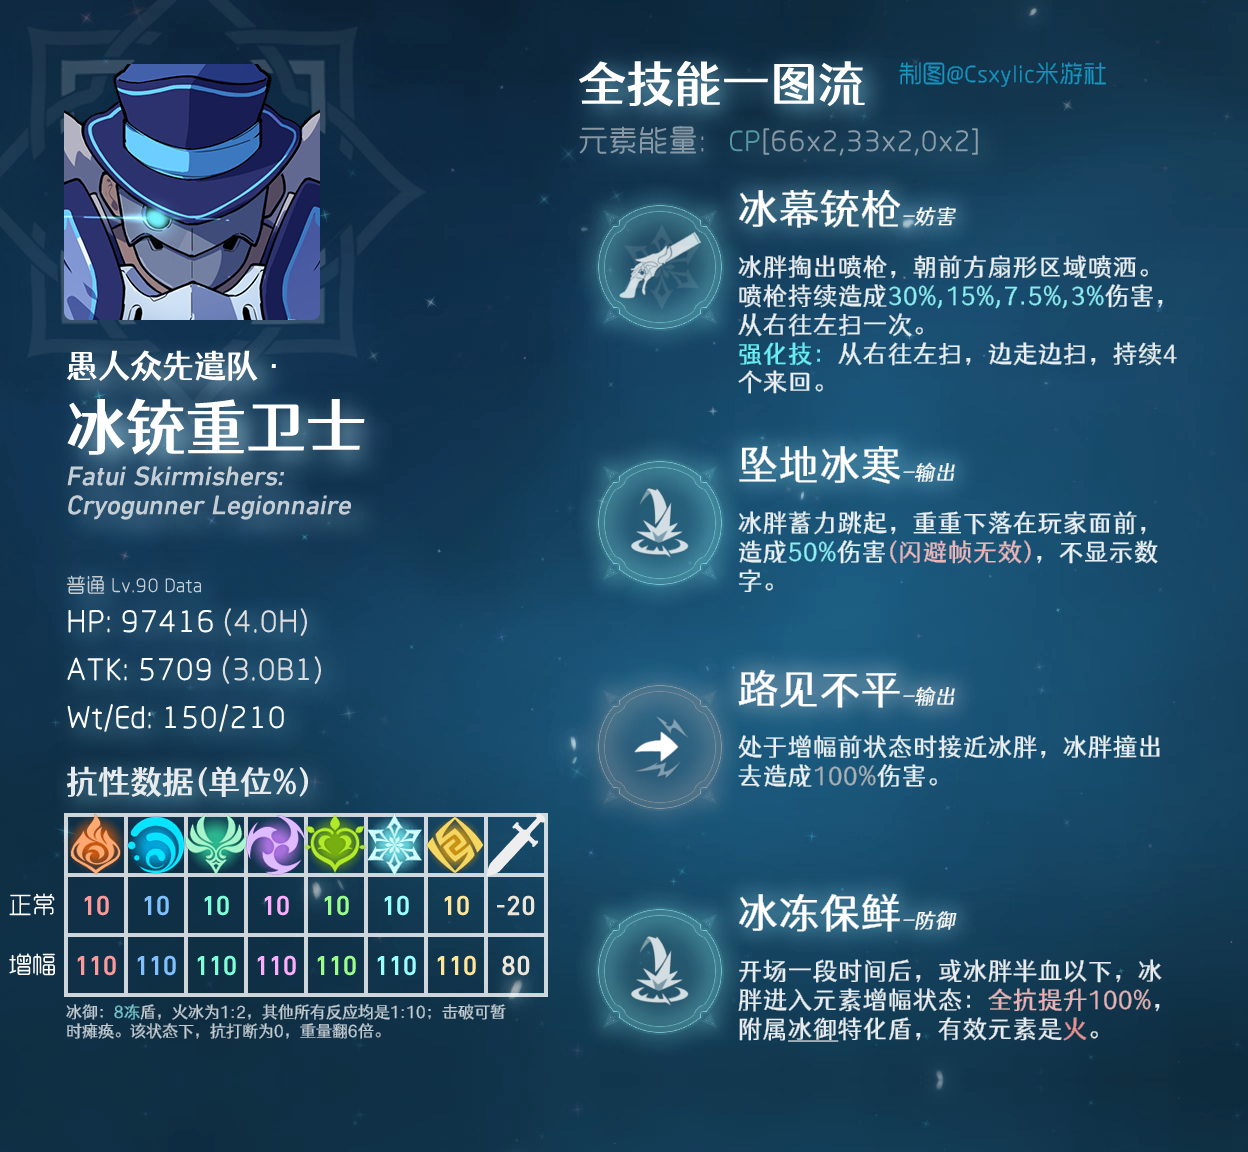 全技能一图流
制图@Csxylic米游社
元素能量: CP[66x2,33x2,0x2]
愚人众先遣队 ·
冰铳重卫士
Fatui Skirmishers:
Cryogunner Legionnaire
普通 Lv.90 Data
HP: 97416 (4.0H)
ATK: 5709 (3.0B1)
Wt/Ed: 150/210
抗性数据(单位%)
正常 10 10 10 10 10 10 10 -20
增幅 110 110 110 110 110 110 110 80
冰御：8冻盾，火冰为1:2，其他所有反应均是1:10；击破可暂
时瘫痪。该状态下，抗打断为0，重量翻6倍。
冰幕铳枪-妨害
冰胖掏出喷枪，朝前方扇形区域喷洒。
喷枪持续造成30%,15%,7.5%,3%伤害，
从右往左扫一次。
强化技：从右往左扫，边走边扫，持续4
个来回。
坠地冰寒-输出
冰胖蓄力跳起，重重下落在玩家面前，
造成50%伤害(闪避帧无效)，不显示数
字。
路见不平-输出
处于增幅前状态时接近冰胖，冰胖撞出
去造成100%伤害。
冰冻保鲜-防御
开场一段时间后，或冰胖半血以下，冰
胖进入元素增幅状态：全抗提升100%，
附属冰御特化盾，有效元素是火。